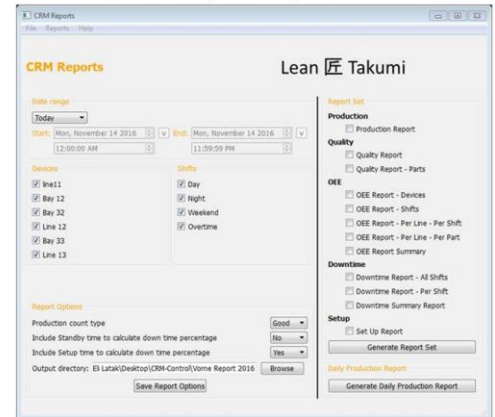 CRM Reports
File Reports Help
CRM Reports
Lean 匠 Takumi
Date range
Today
Start: Mon, November 14 2016 v End: Mon, November 14 2016 v
12:00:00 AM 11:59:59 PM
Devices
line11
Bay 12
Bay 32
Line 12
Bay 33
Line 13
Shifts
Day
Night
Weekend
Overtime
Report Options
Production count type Good
Include Standby time to calculate down time percentage No
Include Setup time to calculate down time percentage Yes
Output directory: Eli Latak\Desktop\CRM-Control\Vorne Report 2016 Browse
Save Report Options
Report Set
Production
Production Report
Quality
Quality Report
Quality Report - Parts
OEE
OEE Report - Devices
OEE Report - Shifts
OEE Report - Per Line - Per Shift
OEE Report - Per Line - Per Part
OEE Report Summary
Downtime
Downtime Report - All Shifts
Downtime Report - Per Shift
Downtime Summary Report
Setup
Set Up Report
Generate Report Set
Daily Production Report
Generate Daily Production Report